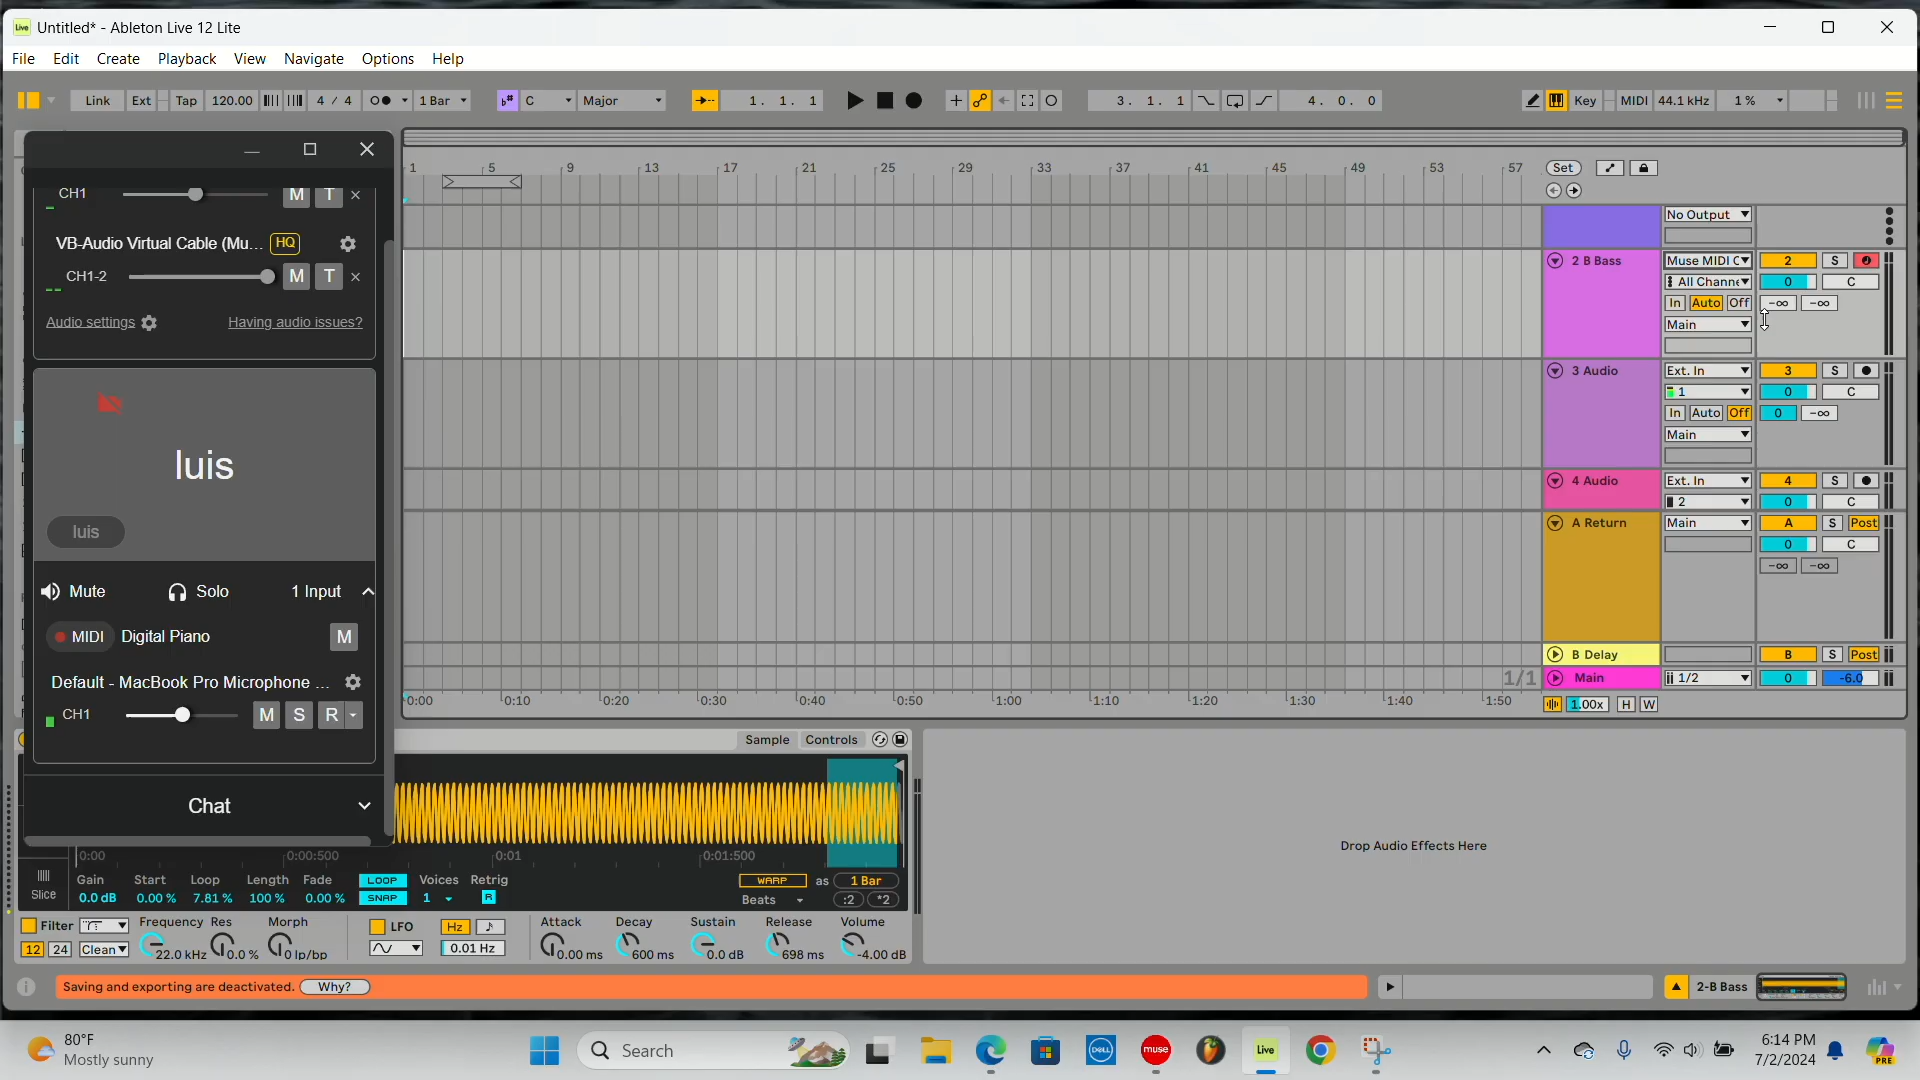 Live Untitled* - Ableton Live 12 Lite
File Edit Create Playback View Navigate Options Help
Link Ext Tap 120.00 4 / 4 1 Bar C Major 1. 1. 1 3. 1. 1 4. 0. 0 Key MIDI 44.1 kHz 1 %
1 5 9 13 17 21 25 29 33 37 41 45 49 53 57 Set
CH1 M T ×
No Output
VB-Audio Virtual Cable (Mu... HQ
CH1-2 M T ×
Audio settings Having audio issues?
2 B Bass Muse MIDI C 2 S
All Channe 0 C
In Auto Off -∞ -∞
Main
3 Audio Ext. In 3 S
1 0 C
In Auto Off 0 -∞
Main
4 Audio Ext. In 4 S
2 0 C
A Return Main A S Post
0 C
-∞ -∞
B Delay B S Post
1/1 Main 1/2 0 -6.0
0:00 0:10 0:20 0:30 0:40 0:50 1:00 1:10 1:20 1:30 1:40 1:50 1.00x H W
luis
luis
Mute Solo 1 Input
MIDI Digital Piano M
Default - MacBook Pro Microphone ...
CH1 M S R
Chat
Sample Controls
0:00 0:00:500 0:01 0:01:500
Slice
Gain Start Loop Length Fade LOOP Voices Retrig WARP as 1 Bar
0.0 dB 0.00 % 7.81 % 100 % 0.00 % SNAP 1 R Beats :2 *2
Filter Frequency Res Morph LFO Hz Attack Decay Sustain Release Volume
12 24 Clean 22.0 kHz 0.0 % 0 lp/bp 0.01 Hz 0.00 ms 600 ms 0.0 dB 698 ms -4.00 dB
Drop Audio Effects Here
Saving and exporting are deactivated. Why? 2-B Bass
80°F
Mostly sunny
Search
DELL
muse
Live
6:14 PM
7/2/2024
PRE